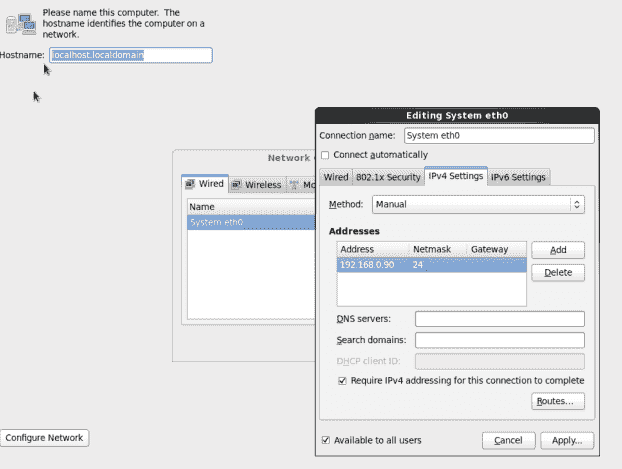 Please name this computer. The
hostname identifies the computer on a
network.
Hostname: localhost.localdomain
Editing System eth0
Connection name: System eth0
Connect automatically
Network
Wired Wireless Mo
Name
System eth0
Wired 802.1x Security IPv4 Settings IPv6 Settings
Method: Manual
Addresses
Address Netmask Gateway
192.168.0.90 24
Add
Delete
DNS servers:
Search domains:
DHCP client ID:
Require IPv4 addressing for this connection to complete
Routes...
Available to all users
Cancel Apply...
Configure Network